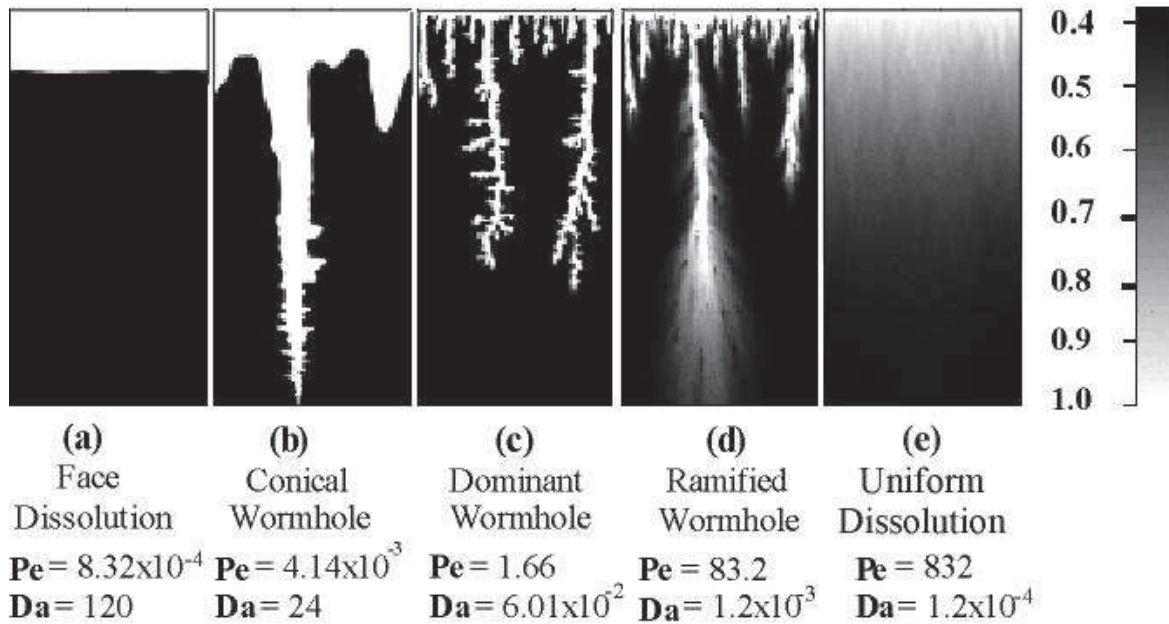 0.4
0.5
0.6
0.7
0.8
0.9
1.0
(a)
Face
Dissolution
Pe = 8.32x10⁻⁴
Da = 120
(b)
Conical
Wormhole
Pe = 4.14x10⁻³
Da = 24
(c)
Dominant
Wormhole
Pe = 1.66
Da = 6.01x10⁻²
(d)
Ramified
Wormhole
Pe = 83.2
Da = 1.2x10⁻³
(e)
Uniform
Dissolution
Pe = 832
Da = 1.2x10⁻⁴